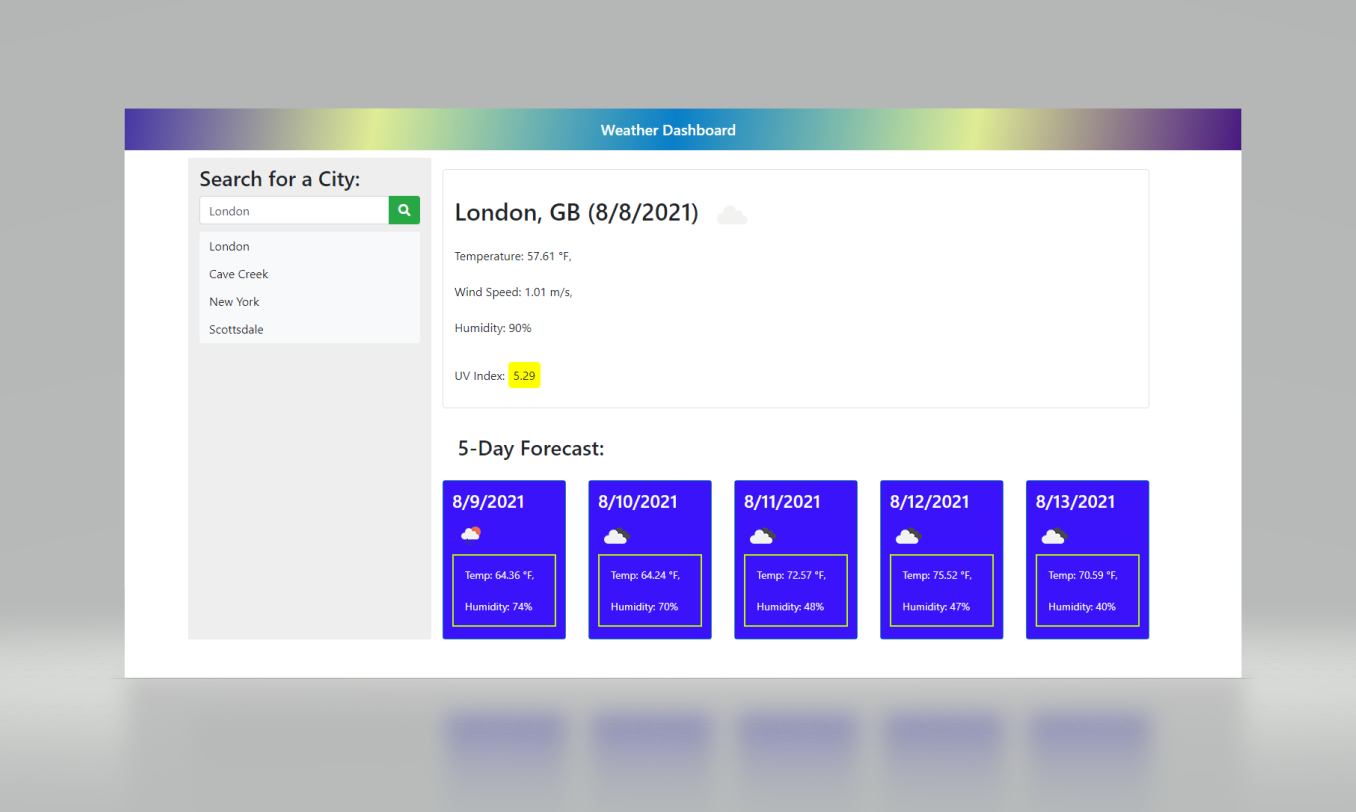 Weather Dashboard
Search for a City:
London
London
Cave Creek
New York
Scottsdale
London, GB (8/8/2021)
Temperature: 57.61 °F,
Wind Speed: 1.01 m/s,
Humidity: 90%
UV Index: 5.29
5-Day Forecast:
8/9/2021
Temp: 64.36 °F,
Humidity: 74%
8/10/2021
Temp: 64.24 °F,
Humidity: 70%
8/11/2021
Temp: 72.57 °F,
Humidity: 48%
8/12/2021
Temp: 75.52 °F,
Humidity: 47%
8/13/2021
Temp: 70.59 °F,
Humidity: 40%